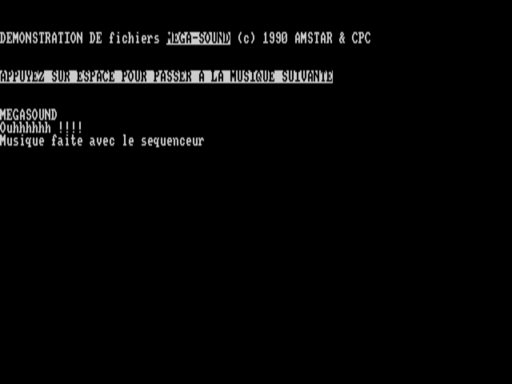 DEMONSTRATION DE fichiers MEGA-SOUND (c) 1990 AMSTAR & CPC
APPUYEZ SUR ESPACE POUR PASSER A LA MUSIQUE SUIVANTE
MEGASOUND
Ouhhhhhh !!!!
Musique faite avec le sequenceur